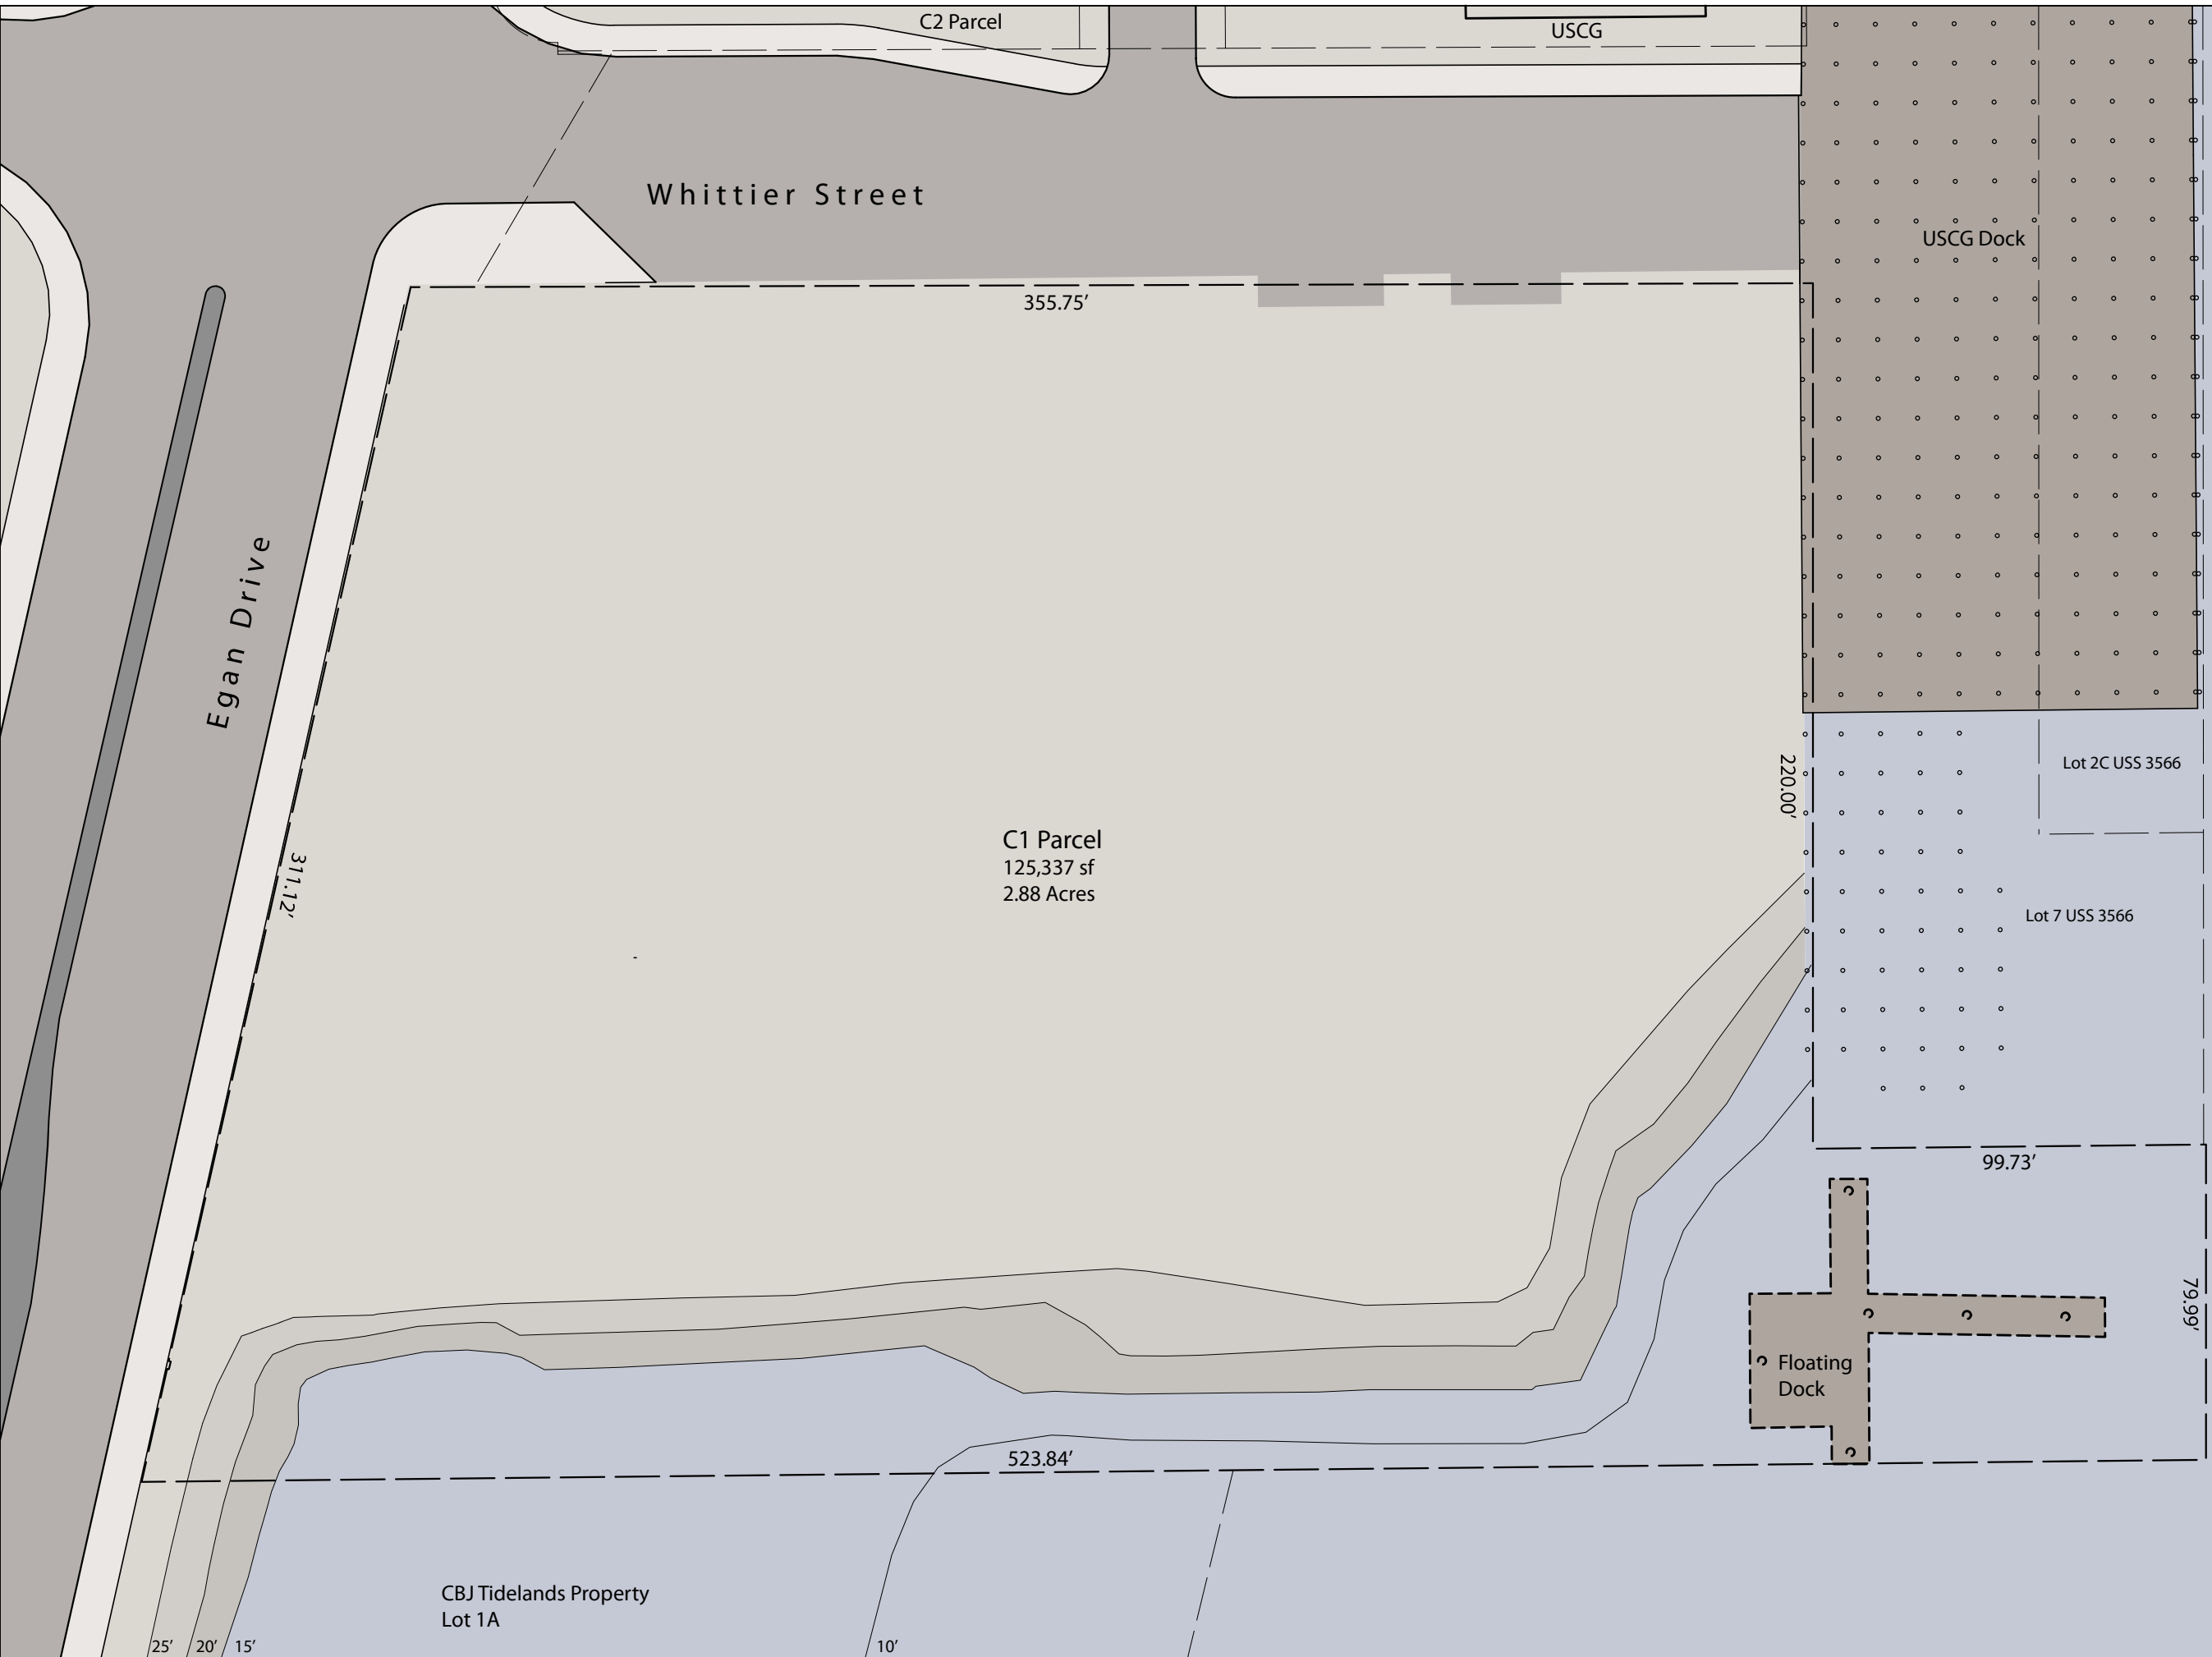 C2 Parcel
USCG
Whittier Street
USCG Dock
355.75’
Egan Drive
Lot 2C USS 3566
220.00’
C1 Parcel
125,337 sf
2.88 Acres
311.12’
Lot 7 USS 3566
99.73’
79.99’
Floating
Dock
523.84’
CBJ Tidelands Property
Lot 1A
25’
20’
15’
10’